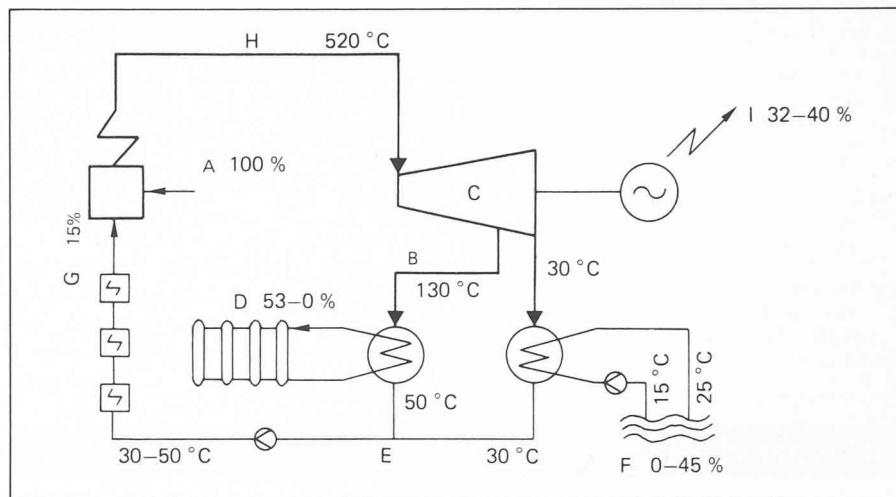 H 520 °C
I 32–40 %
A 100 %
C
15%
B
30 °C
G
130 °C
D 53–0 %
15 °C
25 °C
50 °C
30–50 °C
E
30 °C
F 0–45 %